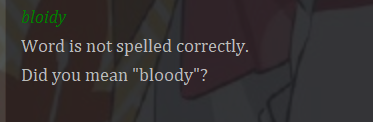 bloidy
Word is not spelled correctly.
Did you mean "bloody"?